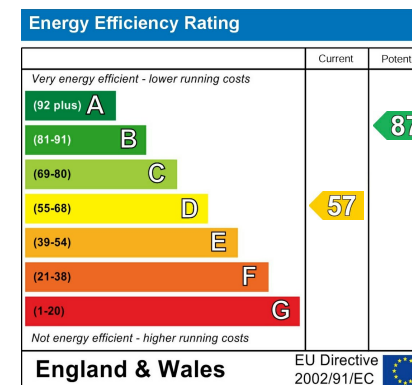 Energy Efficiency Rating
Current Potent
Very energy efficient - lower running costs
(92 plus) A
(81-91) B
87
(69-80) C
(55-68) D
57
(39-54) E
(21-38) F
(1-20) G
Not energy efficient - higher running costs
England & Wales
EU Directive
2002/91/EC